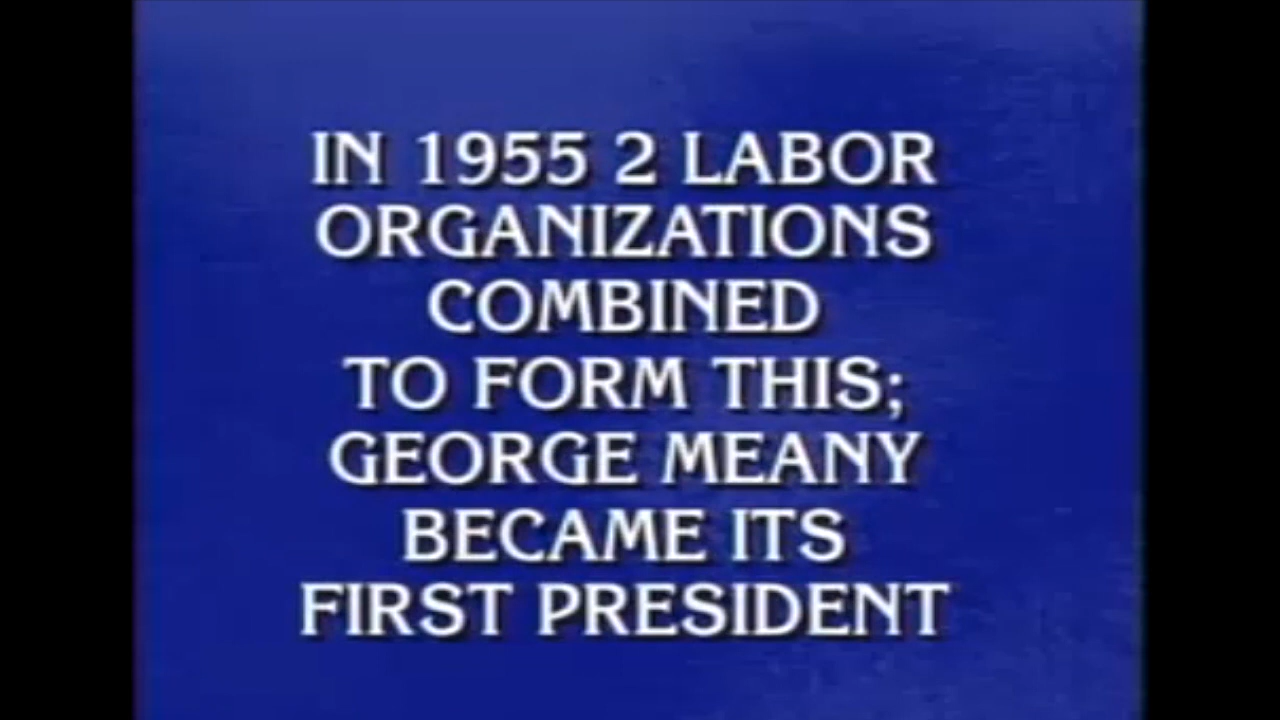 IN 1955 2 LABOR
ORGANIZATIONS
COMBINED
TO FORM THIS;
GEORGE MEANY
BECAME ITS
FIRST PRESIDENT